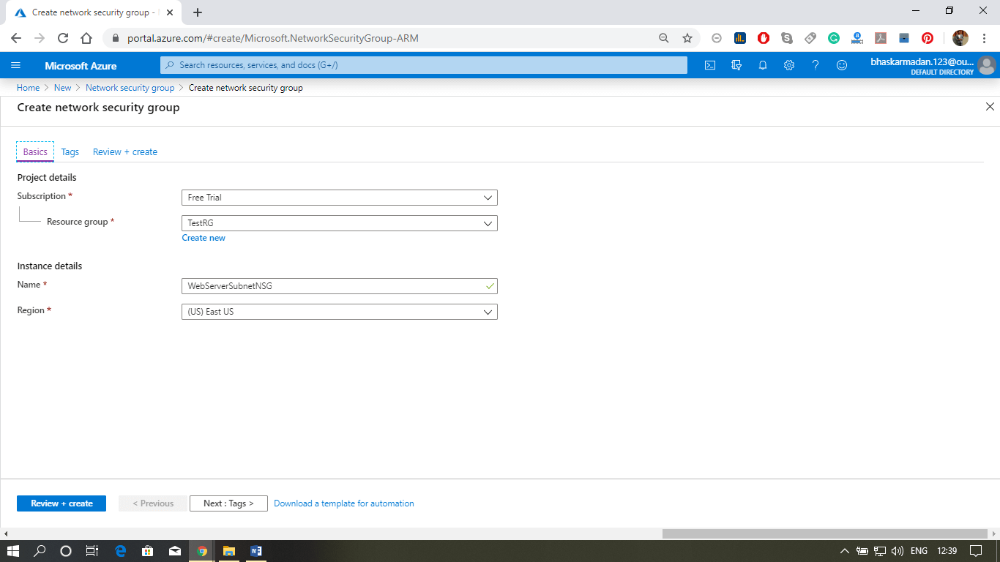 Create network security group -
portal.azure.com/#create/Microsoft.NetworkSecurityGroup-ARM
Microsoft Azure
Search resources, services, and docs (G+/)
bhaskarmadan.123@ou...
DEFAULT DIRECTORY
Home > New > Network security group > Create network security group
Create network security group
Basics Tags Review + create
Project details
Subscription *
Free Trial
Resource group *
TestRG
Create new
Instance details
Name *
WebServerSubnetNSG
Region *
(US) East US
Review + create < Previous Next : Tags > Download a template for automation
ENG 12:39